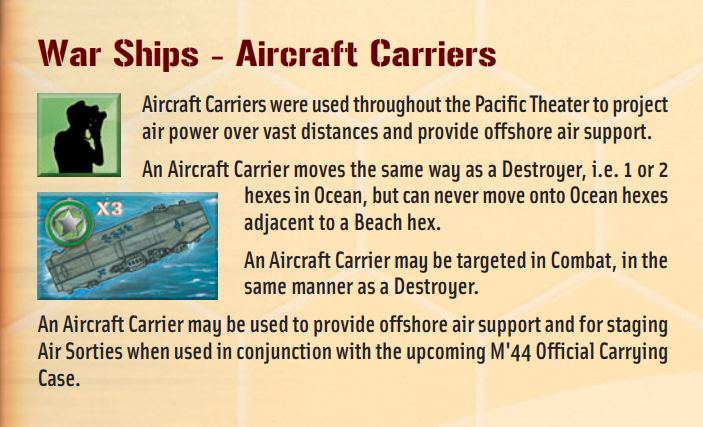 War Ships - Aircraft Carriers
Aircraft Carriers were used throughout the Pacific Theater to project
air power over vast distances and provide offshore air support.
An Aircraft Carrier moves the same way as a Destroyer, i.e. 1 or 2
hexes in Ocean, but can never move onto Ocean hexes
adjacent to a Beach hex.
X3
An Aircraft Carrier may be targeted in Combat, in the
same manner as a Destroyer.
An Aircraft Carrier may be used to provide offshore air support and for staging
Air Sorties when used in conjunction with the upcoming M'44 Official Carrying
Case.